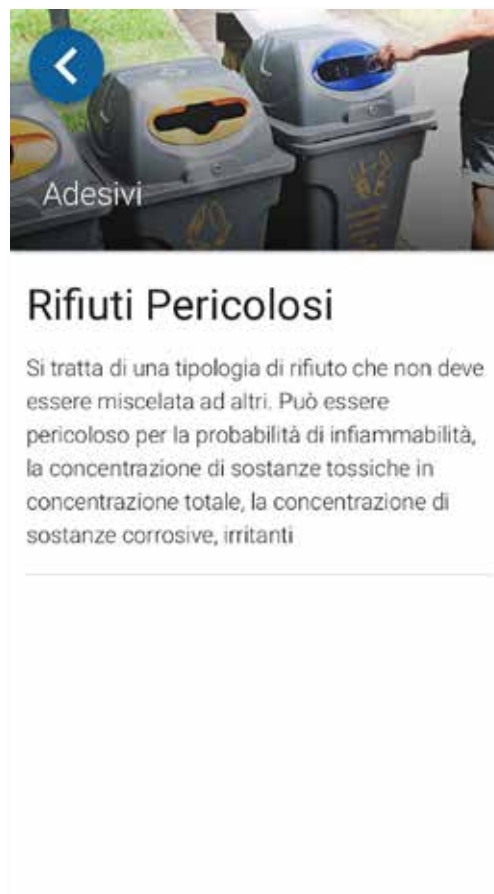 Adesivi
Rifiuti Pericolosi
Si tratta di una tipologia di rifiuto che non deve
essere miscelata ad altri. Può essere
pericoloso per la probabilità di infiammabilità,
la concentrazione di sostanze tossiche in
concentrazione totale, la concentrazione di
sostanze corrosive, irritanti